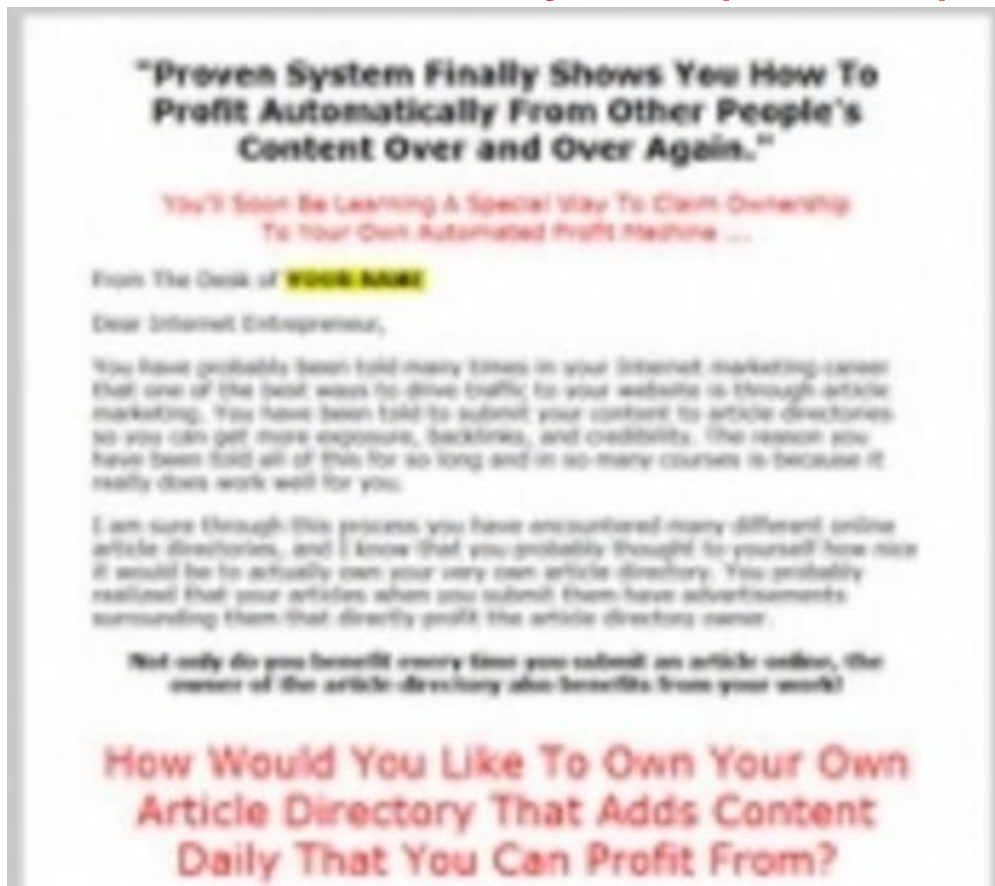 "Proven System Finally Shows You How To
Profit Automatically From Other People's
Content Over and Over Again."
You'll Soon Be Learning A Special Way To Claim Ownership
To Your Own Automated Profit Machine ...
From The Desk of YOUR NAME
Dear Internet Entrepreneur,
You have probably been told many times in your Internet marketing career
that one of the best ways to drive traffic to your website is through article
marketing. You have been told to submit your content to article directories
so you can get more exposure, backlinks, and credibility. The reason you
have been told all of this for so long and in so many courses is because it
really does work well for you.
I am sure through this process you have encountered many different online
article directories, and I know that you probably thought to yourself how nice
it would be to actually own your very own article directory. You probably
realized that your articles when you submit them have advertisements
surrounding them that directly profit the article directory owner.
Not only do you benefit every time you submit an article online, the
owner of the article directory also benefits from your work!
How Would You Like To Own Your Own
Article Directory That Adds Content
Daily That You Can Profit From?